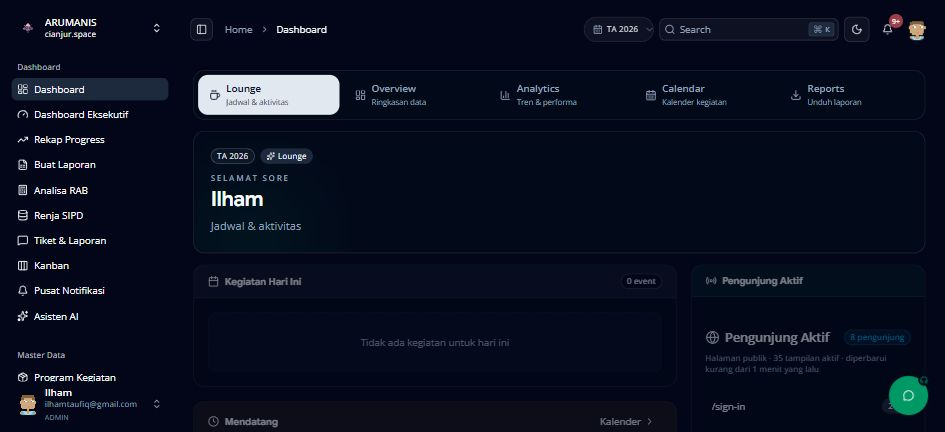 ARUMANIS
cianjur.space
Home > Dashboard
TA 2026
Search
⌘ K
9+
Dashboard
Dashboard
Dashboard Eksekutif
Rekap Progress
Buat Laporan
Analisa RAB
Renja SIPD
Tiket & Laporan
Kanban
Pusat Notifikasi
Asisten AI
Master Data
Program Kegiatan
Ilham
ilhamtaufiq@gmail.com
ADMIN
Lounge
Jadwal & aktivitas
Overview
Ringkasan data
Analytics
Tren & performa
Calendar
Kalender kegiatan
Reports
Unduh laporan
TA 2026
Lounge
SELAMAT SORE
Ilham
Jadwal & aktivitas
Kegiatan Hari Ini
0 event
Tidak ada kegiatan untuk hari ini
Mendatang
Kalender >
Pengunjung Aktif
Pengunjung Aktif
8 pengunjung
Halaman publik · 35 tampilan aktif · diperbarui
kurang dari 1 menit yang lalu
/sign-in